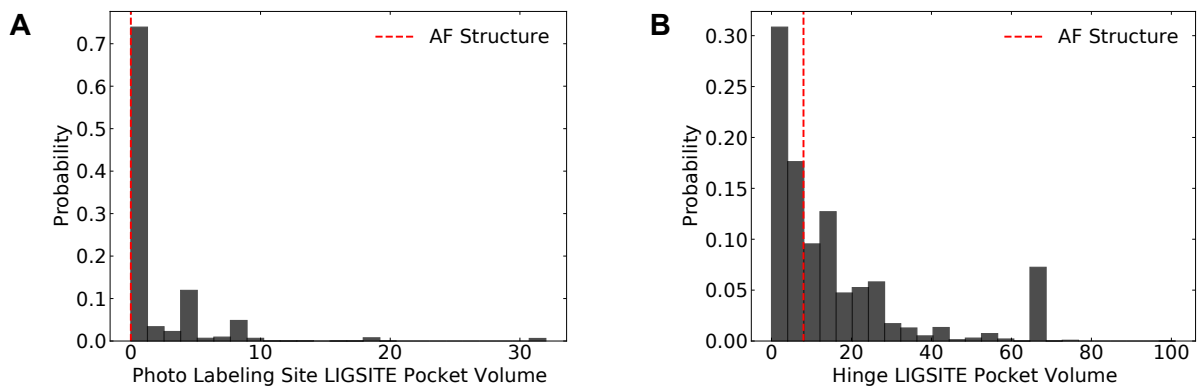 A
Probability
0.7
0.6
0.5
0.4
0.3
0.2
0.1
0.0
AF Structure
0 10 20 30
Photo Labeling Site LIGSITE Pocket Volume
B
Probability
0.30
0.25
0.20
0.15
0.10
0.05
0.00
AF Structure
0 20 40 60 80 100
Hinge LIGSITE Pocket Volume